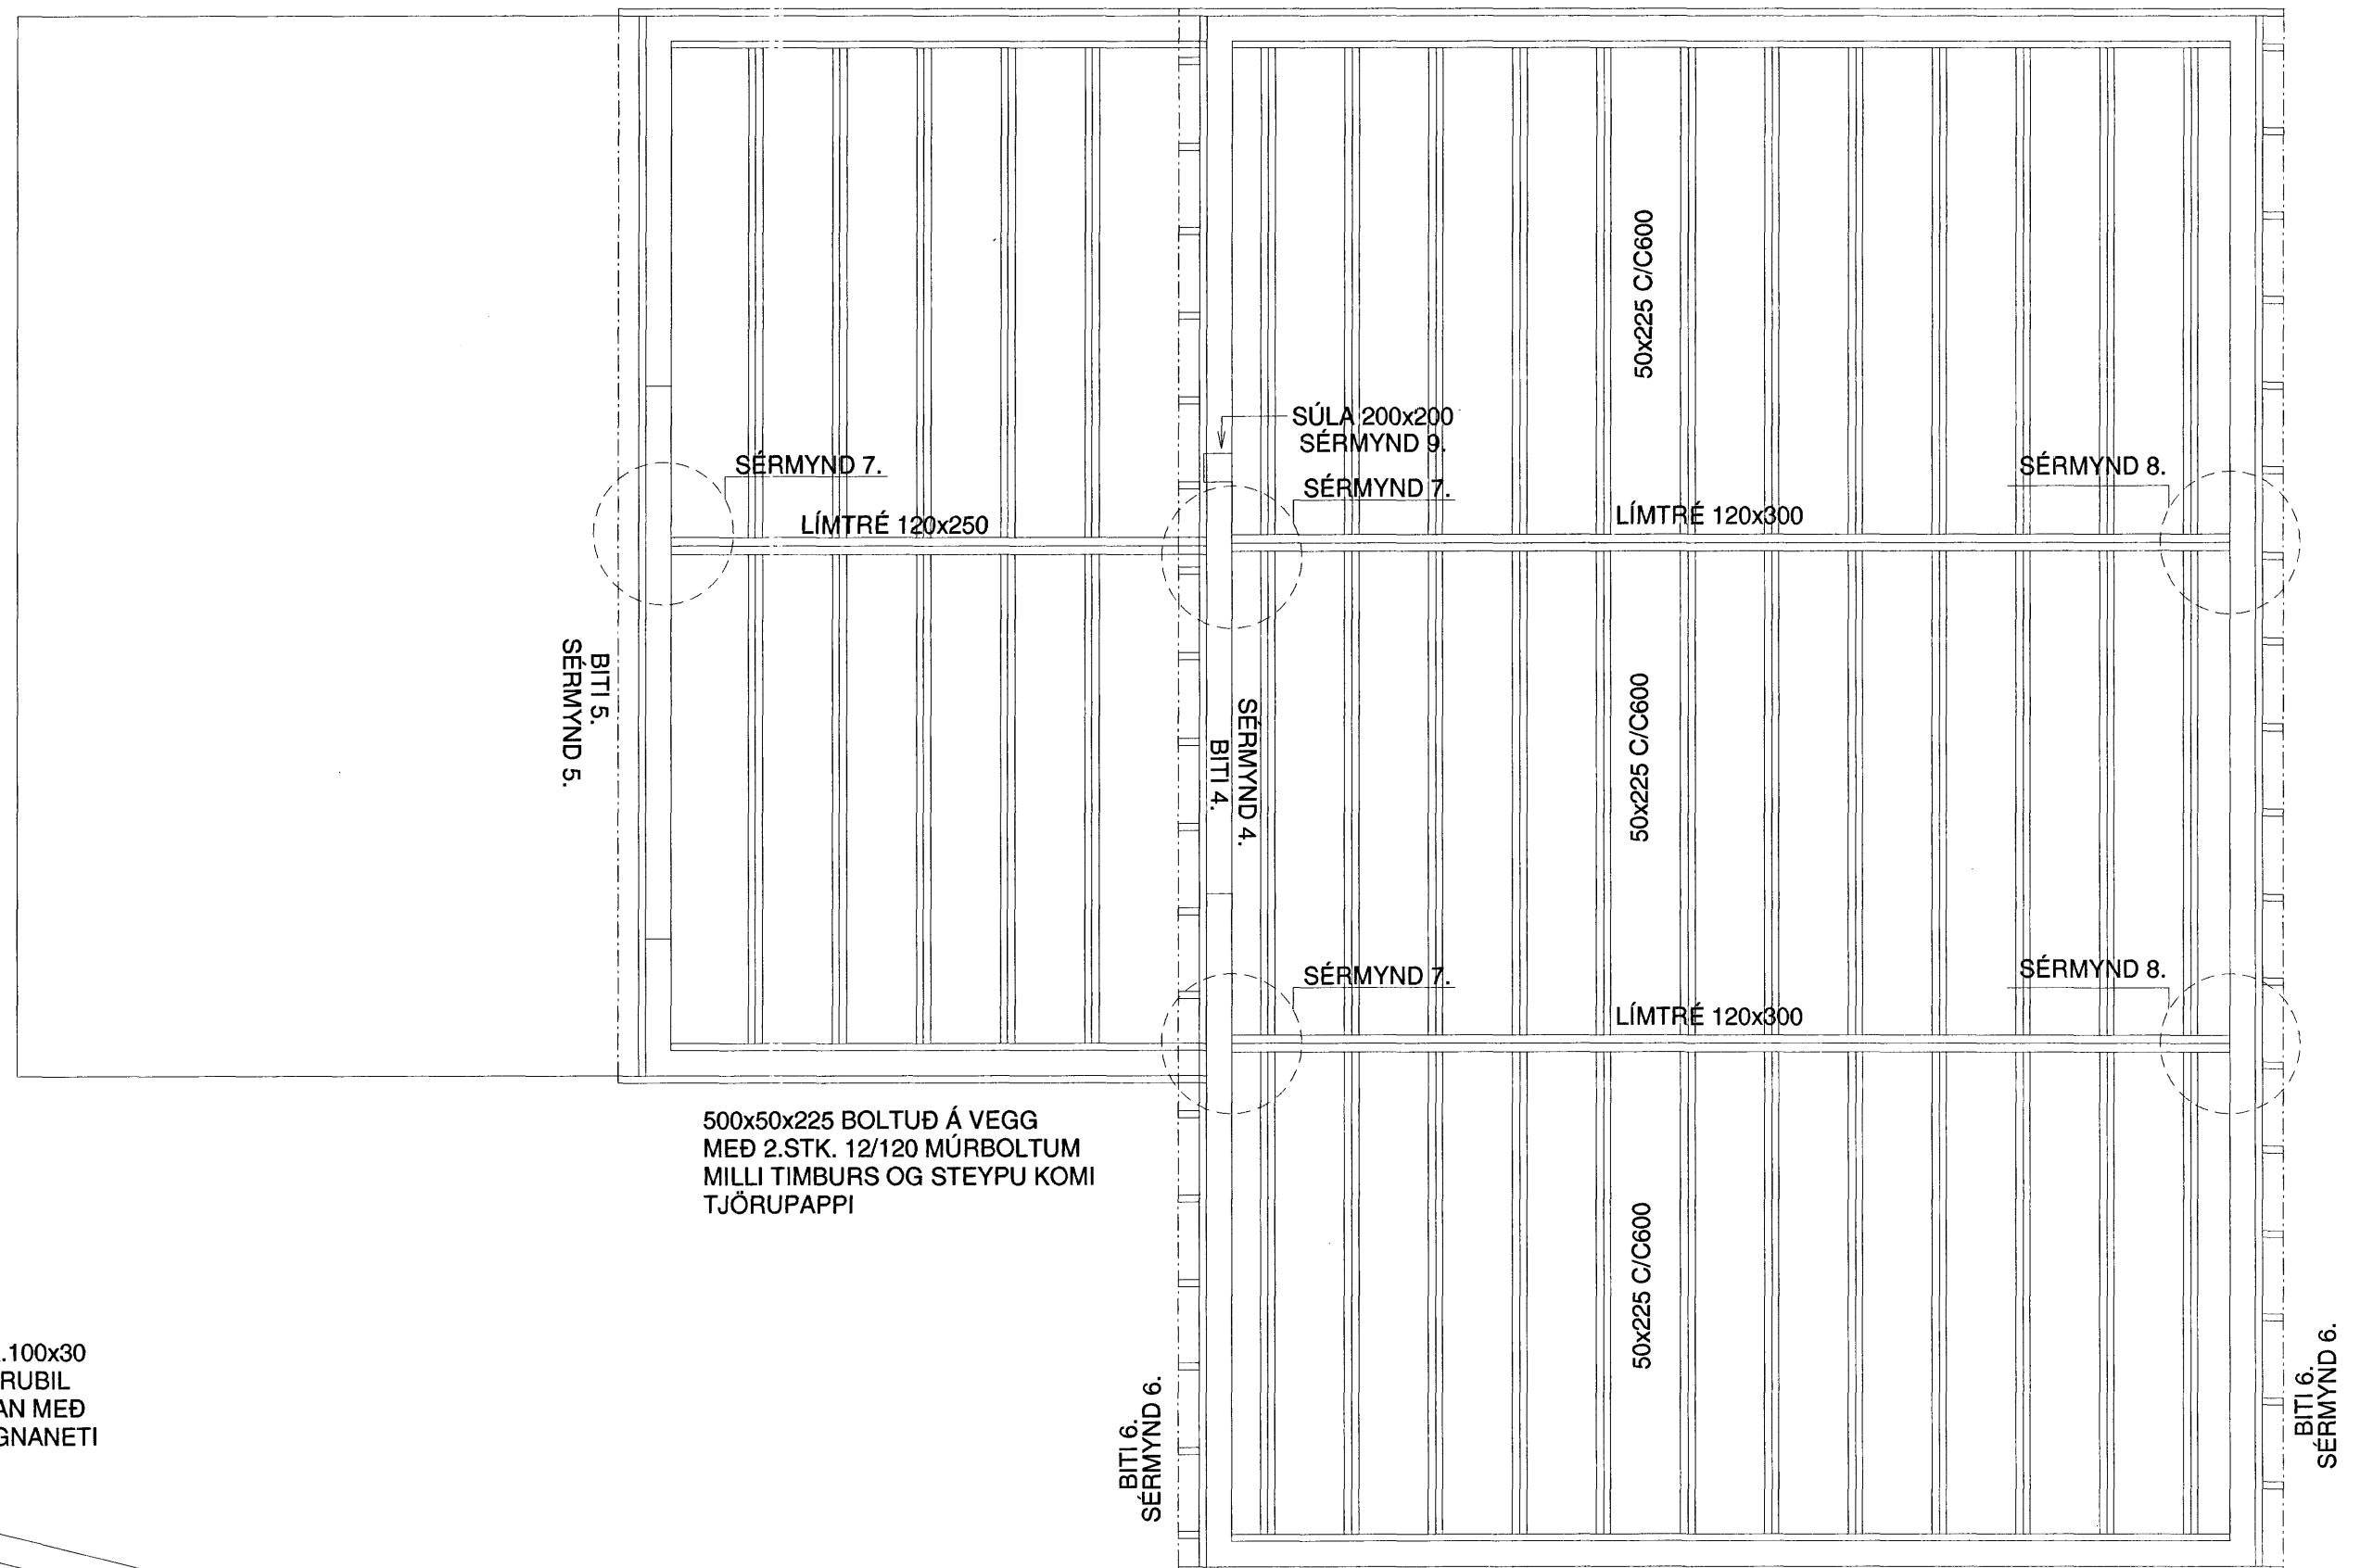 50x225 C/C600
SÚLA 200x200
SÉRMYND 9.
SÉRMYND 7.
SÉRMYND 7.
SÉRMYND 8.
LÍMTRÉ 120x250
LÍMTRÉ 120x300
BITI 5.
SÉRMYND 5.
SÉRMYND 4.
BITI 4.
50x225 C/C600
SÉRMYND 7.
SÉRMYND 8.
LÍMTRÉ 120x300
500x50x225 BOLTUÐ Á VEGG
MEÐ 2.STK. 12/120 MÚRBOLTUM
MILLI TIMBURS OG STEYPU KOMI
TJÖRUPAPPI
50x225 C/C600
.100x30
RUBIL
AN MEÐ
GNANETI
BITI 6.
SÉRMYND 6.
BITI 6.
SÉRMYND 6.